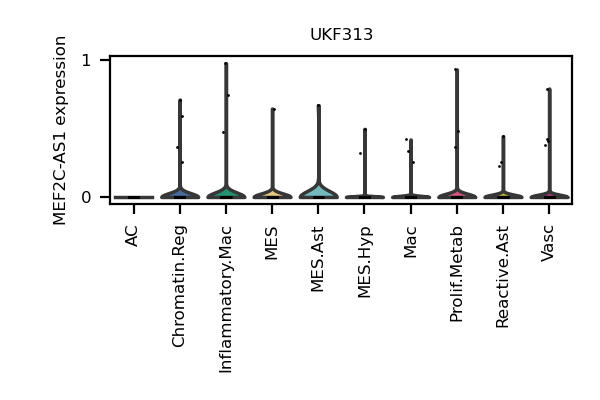 UKF313
MEF2C-AS1 expression
1
0
AC
Chromatin.Reg
Inflammatory.Mac
MES
MES.Ast
MES.Hyp
Mac
Prolif.Metab
Reactive.Ast
Vasc